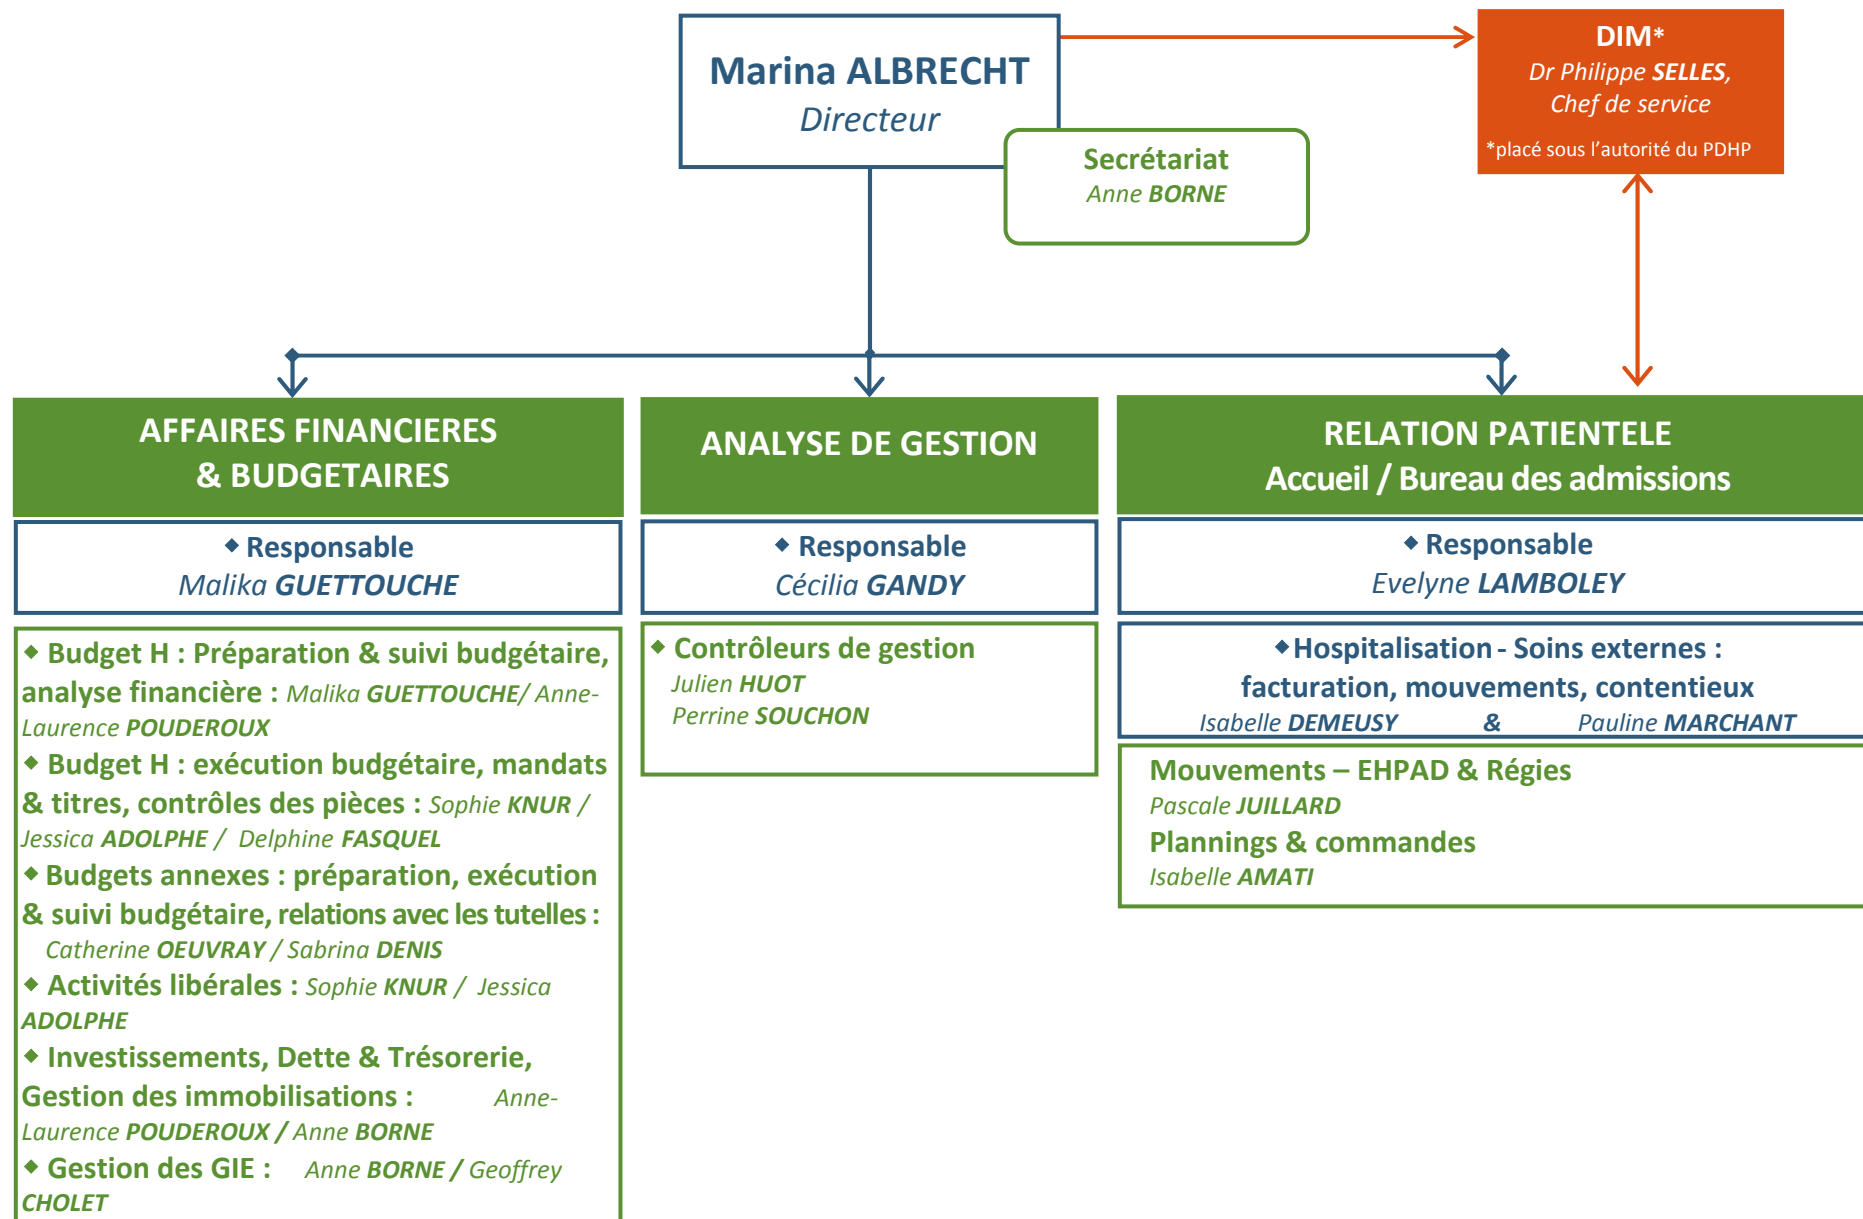 Marina ALBRECHT
Directeur
Secrétariat
Anne BORNE
DIM*
Dr Philippe SELLES,
Chef de service
*placé sous l’autorité du PDHP
AFFAIRES FINANCIERES
& BUDGETAIRES
◆ Responsable
Malika GUETTOUCHE
◆ Budget H : Préparation & suivi budgétaire,
analyse financière : Malika GUETTOUCHE/ Anne-
Laurence POUDEROUX
◆ Budget H : exécution budgétaire, mandats
& titres, contrôles des pièces : Sophie KNUR /
Jessica ADOLPHE / Delphine FASQUEL
◆ Budgets annexes : préparation, exécution
& suivi budgétaire, relations avec les tutelles :
Catherine OEUVRAY / Sabrina DENIS
◆ Activités libérales : Sophie KNUR / Jessica
ADOLPHE
◆ Investissements, Dette & Trésorerie,
Gestion des immobilisations : Anne-
Laurence POUDEROUX / Anne BORNE
◆ Gestion des GIE : Anne BORNE / Geoffrey
CHOLET
ANALYSE DE GESTION
◆ Responsable
Cécilia GANDY
◆ Contrôleurs de gestion
Julien HUOT
Perrine SOUCHON
RELATION PATIENTELE
Accueil / Bureau des admissions
◆ Responsable
Evelyne LAMBOLEY
◆Hospitalisation - Soins externes :
facturation, mouvements, contentieux
Isabelle DEMEUSY & Pauline MARCHANT
Mouvements – EHPAD & Régies
Pascale JUILLARD
Plannings & commandes
Isabelle AMATI